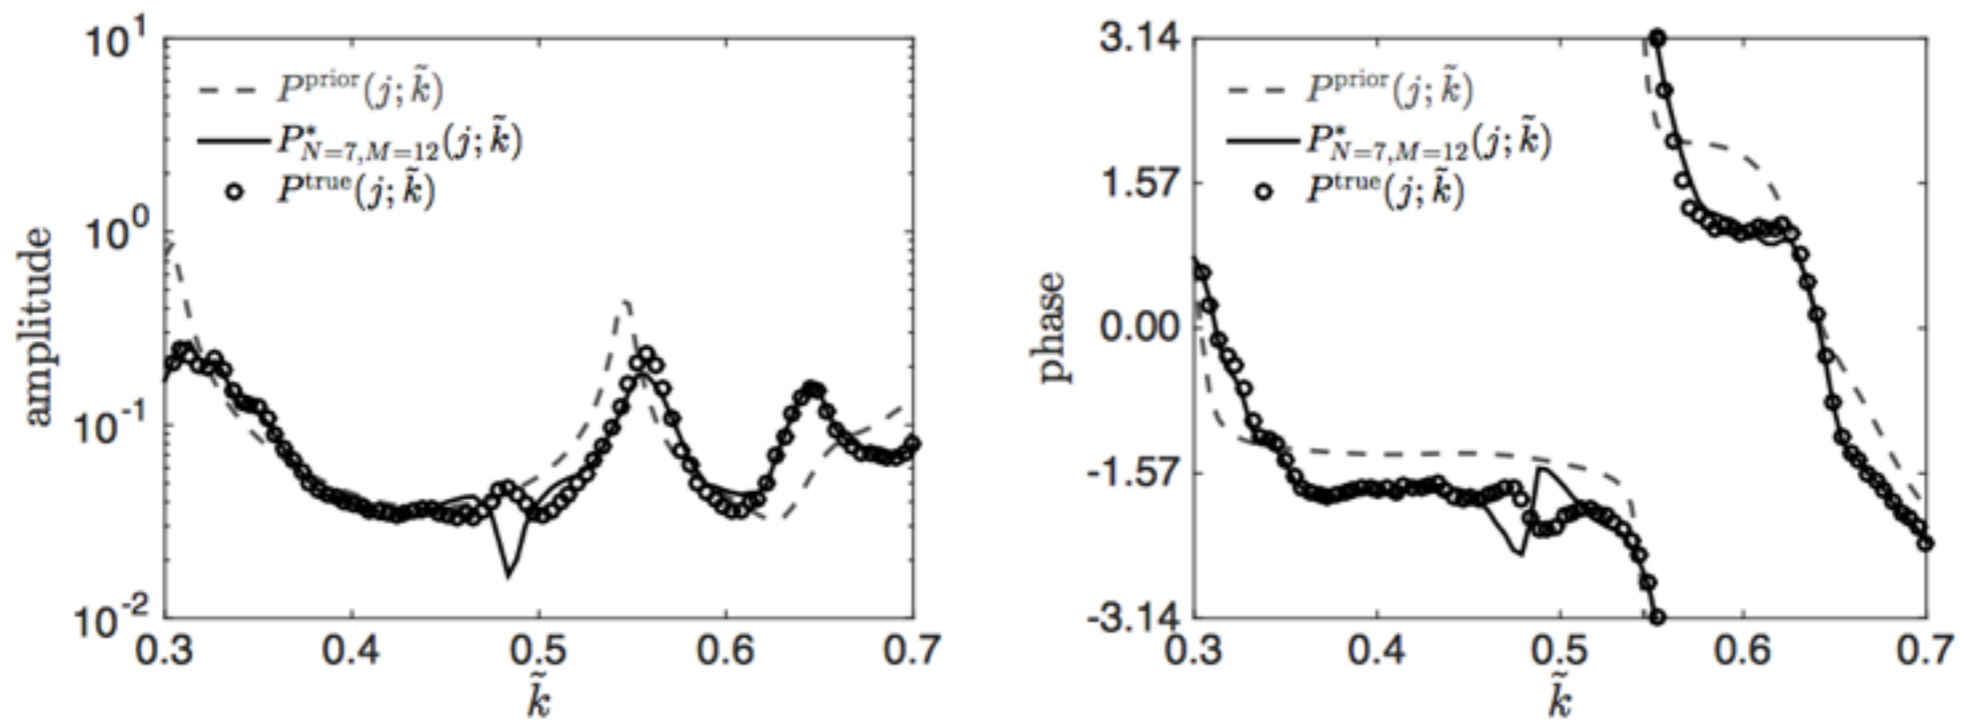 10^1
10^0
10^-1
10^-2
amplitude
P^prior(j; k̃)
P*_N=7,M=12(j; k̃)
P^true(j; k̃)
0.3 0.4 0.5 0.6 0.7
k̃
3.14
1.57
0.00
-1.57
-3.14
phase
P^prior(j; k̃)
P*_N=7,M=12(j; k̃)
P^true(j; k̃)
0.3 0.4 0.5 0.6 0.7
k̃